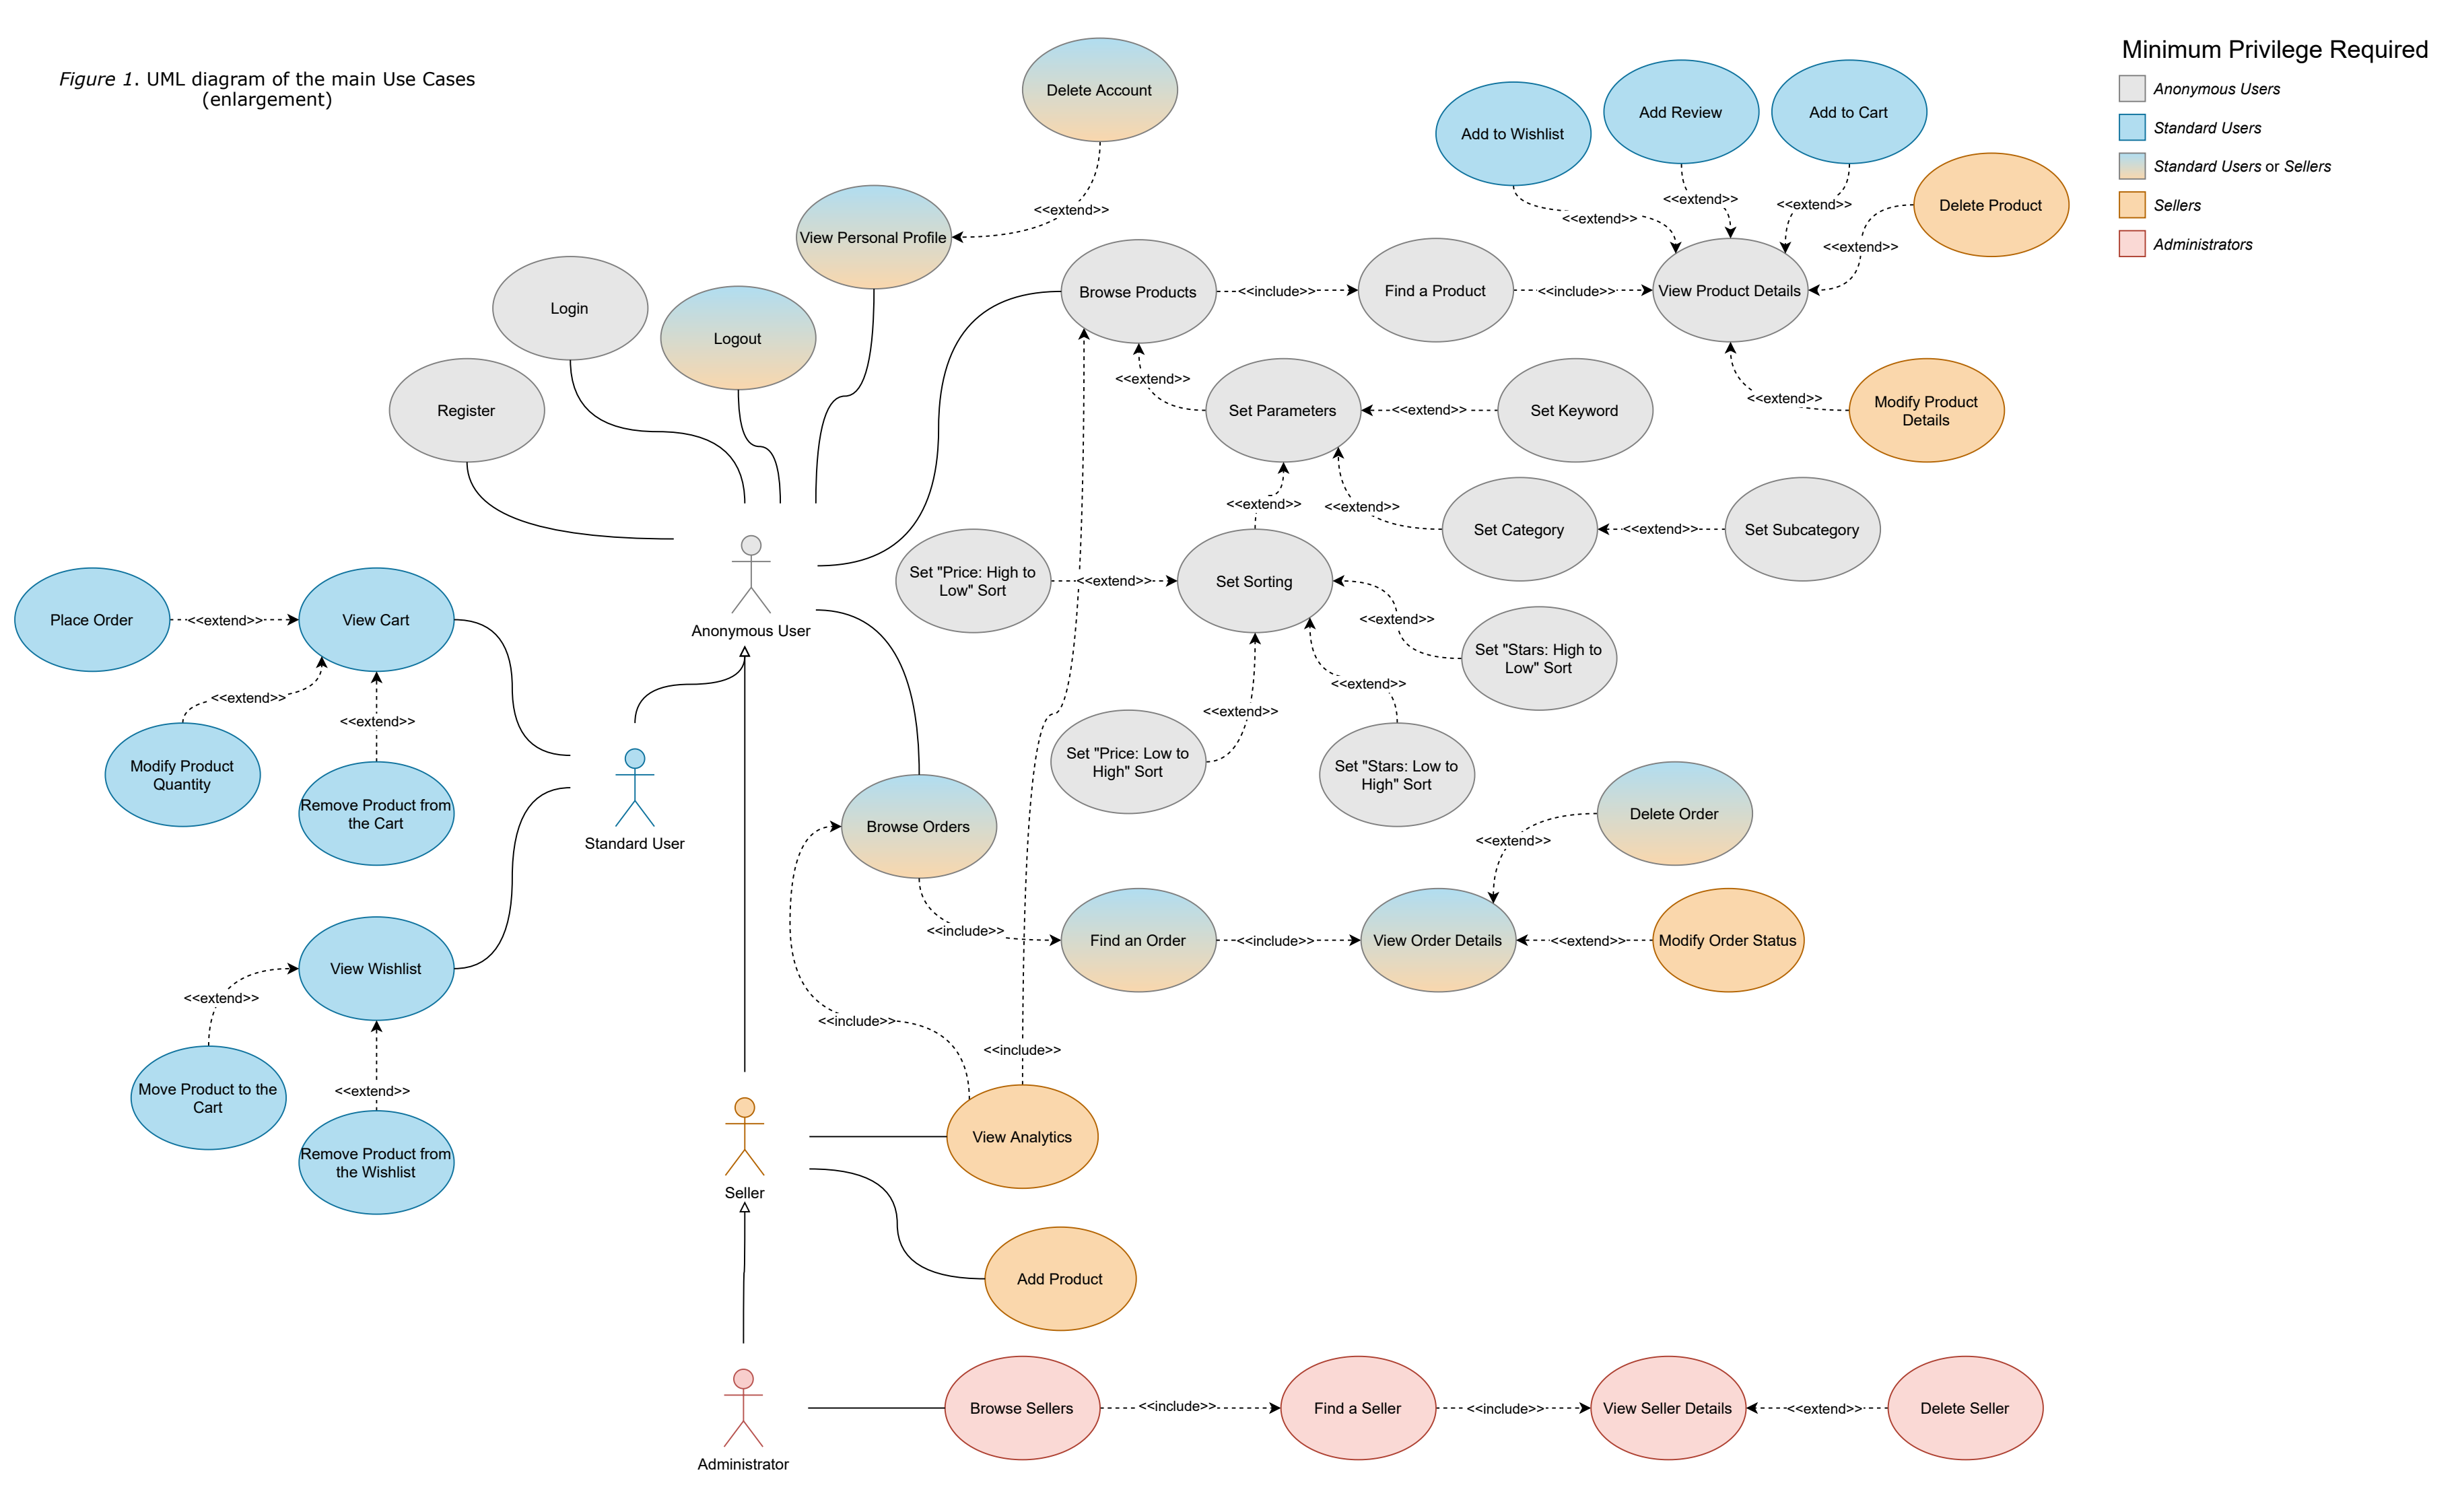 Figure 1. UML diagram of the main Use Cases
(enlargement)
Minimum Privilege Required
Anonymous Users
Standard Users
Standard Users or Sellers
Sellers
Administrators
Delete Account
<<extend>>
View Personal Profile
Login
Logout
Register
Add to Wishlist
Add Review
Add to Cart
Delete Product
<<extend>>
<<extend>>
<<extend>>
<<extend>>
Browse Products
<<include>>
Find a Product
<<include>>
View Product Details
<<extend>>
Modify Product
Details
<<extend>>
Set Parameters
<<extend>>
Set Keyword
<<extend>>
<<extend>>
Set Category
<<extend>>
Set Subcategory
Set "Price: High to
Low" Sort
<<extend>>
Set Sorting
<<extend>>
Set "Stars: High to
Low" Sort
<<extend>>
Set "Price: Low to
High" Sort
<<extend>>
Set "Stars: Low to
High" Sort
Anonymous User
Place Order
<<extend>>
View Cart
<<extend>>
<<extend>>
Modify Product
Quantity
Remove Product from
the Cart
Standard User
View Wishlist
<<extend>>
<<extend>>
Move Product to the
Cart
Remove Product from
the Wishlist
Browse Orders
<<include>>
Find an Order
<<include>>
View Order Details
<<extend>>
Delete Order
<<extend>>
Modify Order Status
<<include>>
<<include>>
View Analytics
Seller
Add Product
Administrator
Browse Sellers
<<include>>
Find a Seller
<<include>>
View Seller Details
<<extend>>
Delete Seller